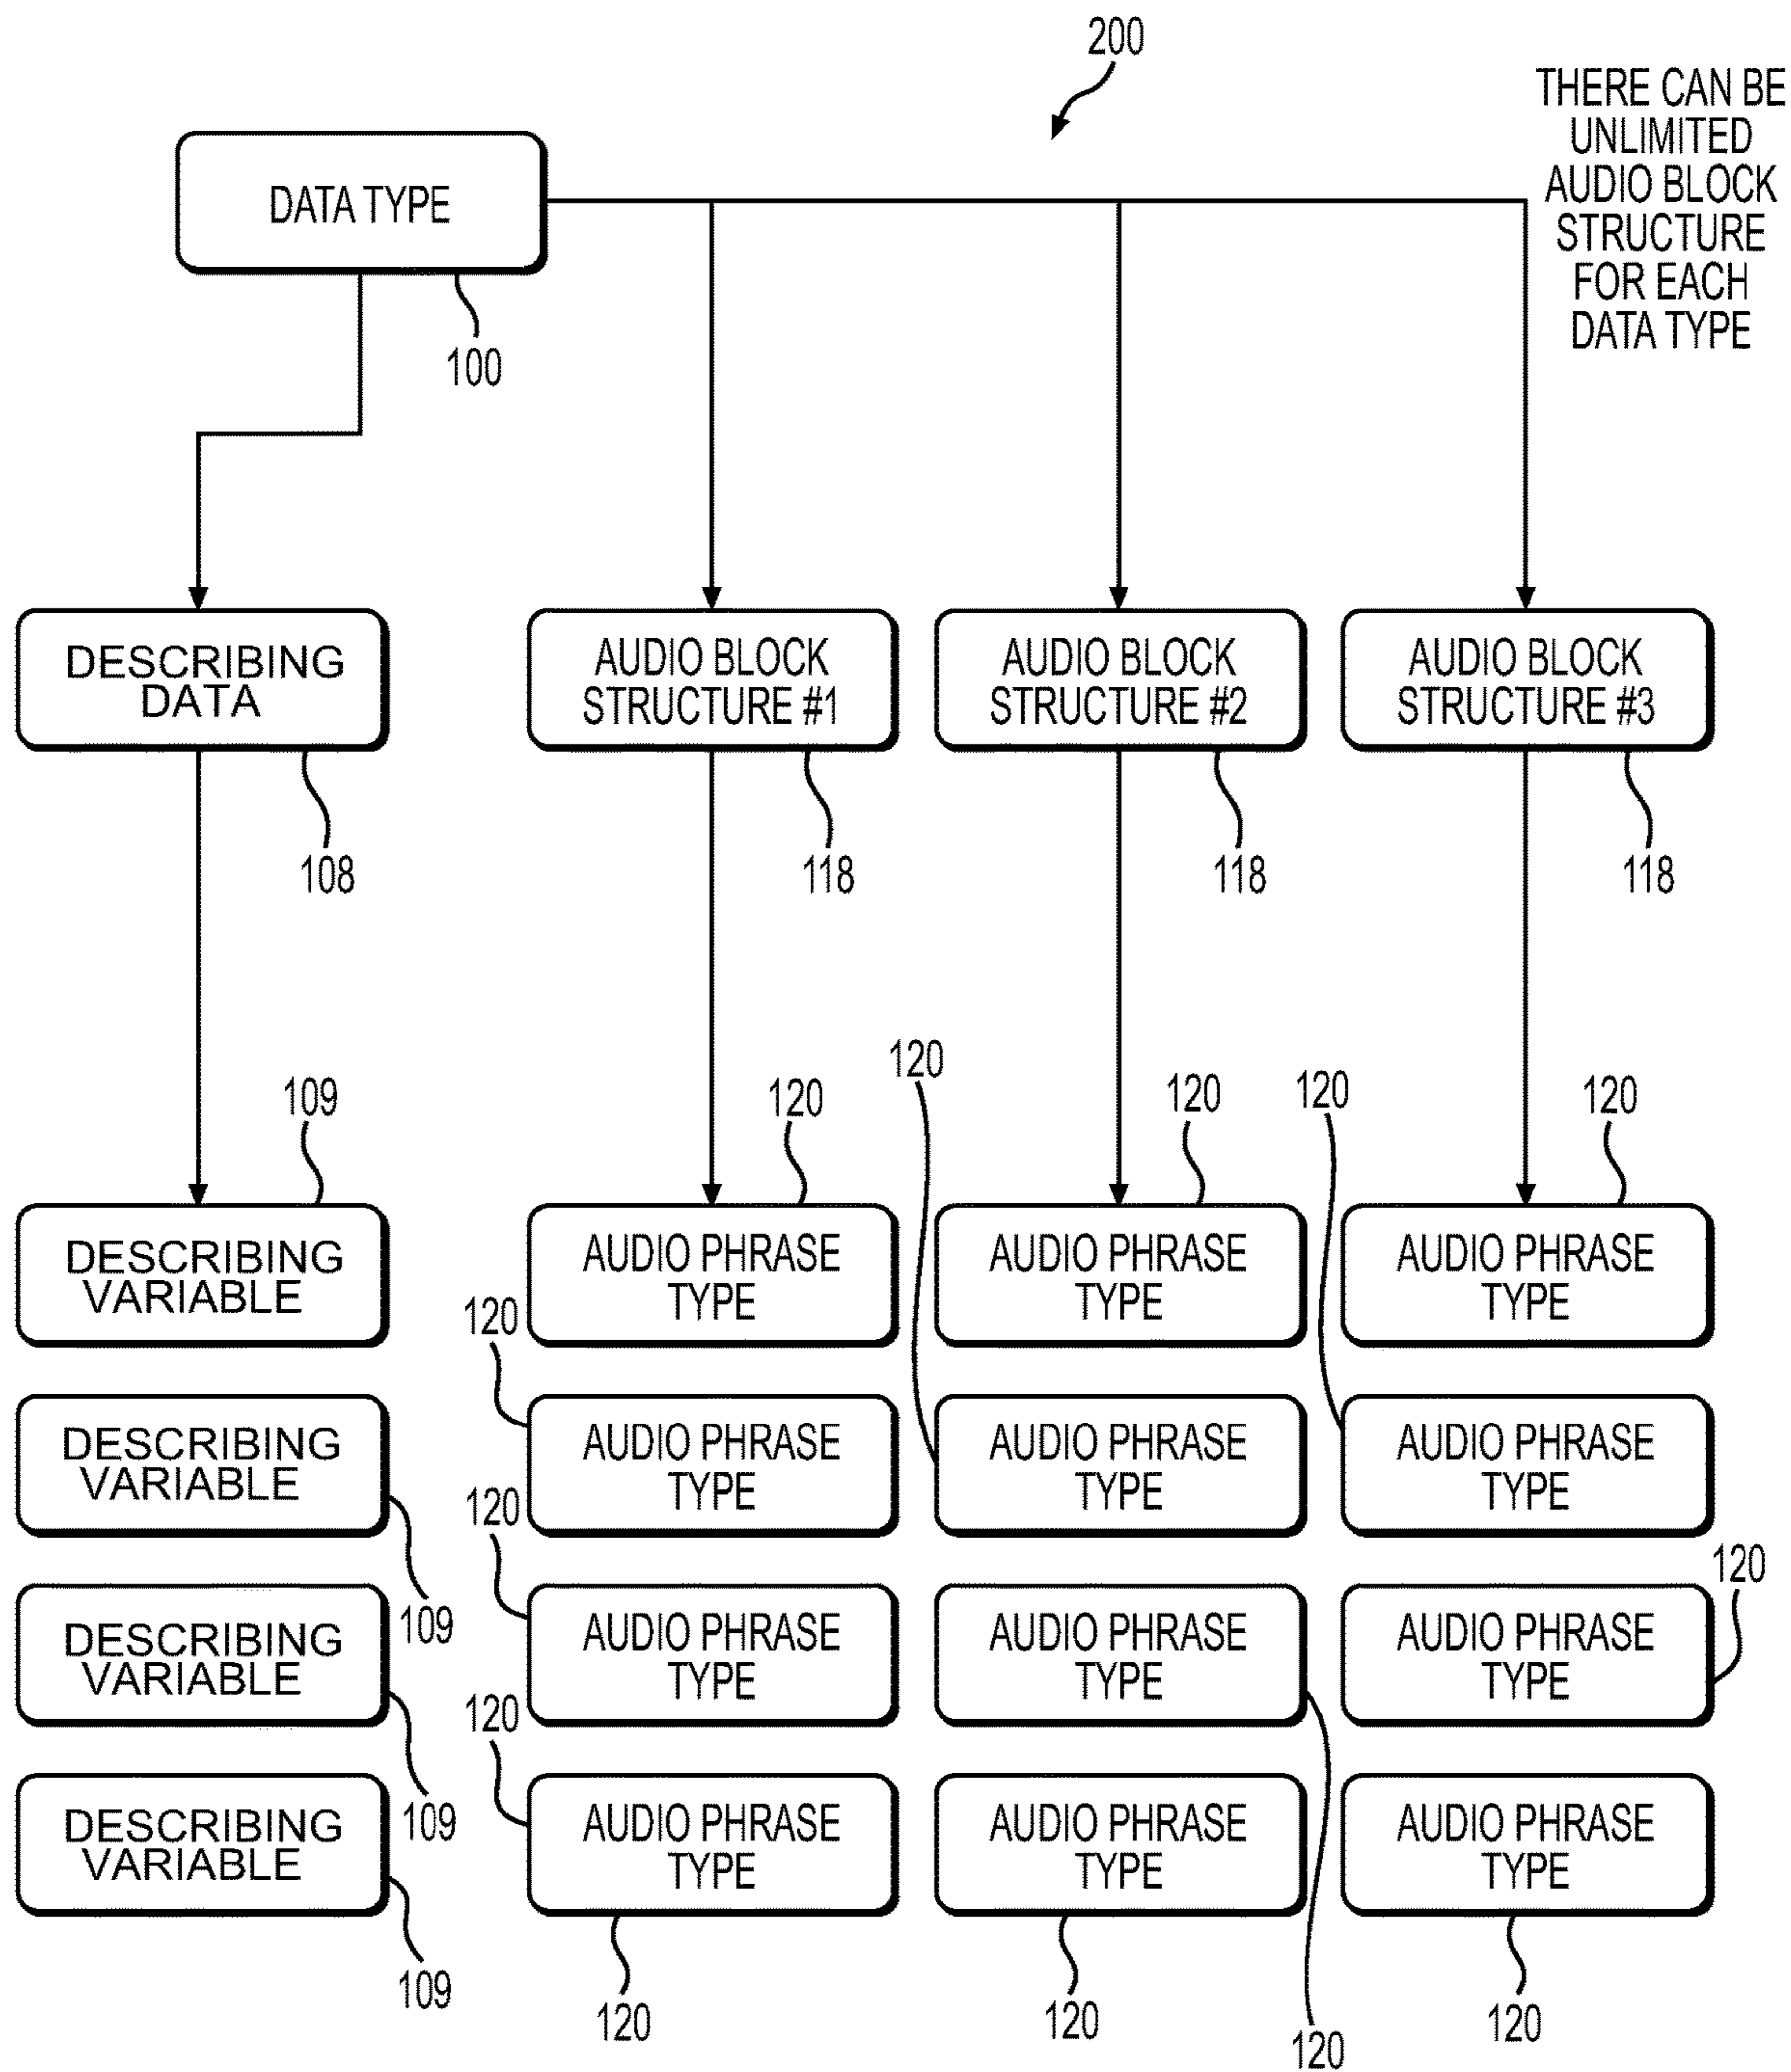 200
THERE CAN BE
UNLIMITED
AUDIO BLOCK
STRUCTURE
FOR EACH
DATA TYPE
DATA TYPE
100
DESCRIBING
DATA
AUDIO BLOCK
STRUCTURE #1
AUDIO BLOCK
STRUCTURE #2
AUDIO BLOCK
STRUCTURE #3
108
118
118
118
109
120
120
120
120
120
DESCRIBING
VARIABLE
AUDIO PHRASE
TYPE
AUDIO PHRASE
TYPE
AUDIO PHRASE
TYPE
120
DESCRIBING
VARIABLE
AUDIO PHRASE
TYPE
AUDIO PHRASE
TYPE
AUDIO PHRASE
TYPE
120
109
120
DESCRIBING
VARIABLE
AUDIO PHRASE
TYPE
AUDIO PHRASE
TYPE
AUDIO PHRASE
TYPE
120
109
DESCRIBING
VARIABLE
AUDIO PHRASE
TYPE
AUDIO PHRASE
TYPE
AUDIO PHRASE
TYPE
109
120
120
120
120